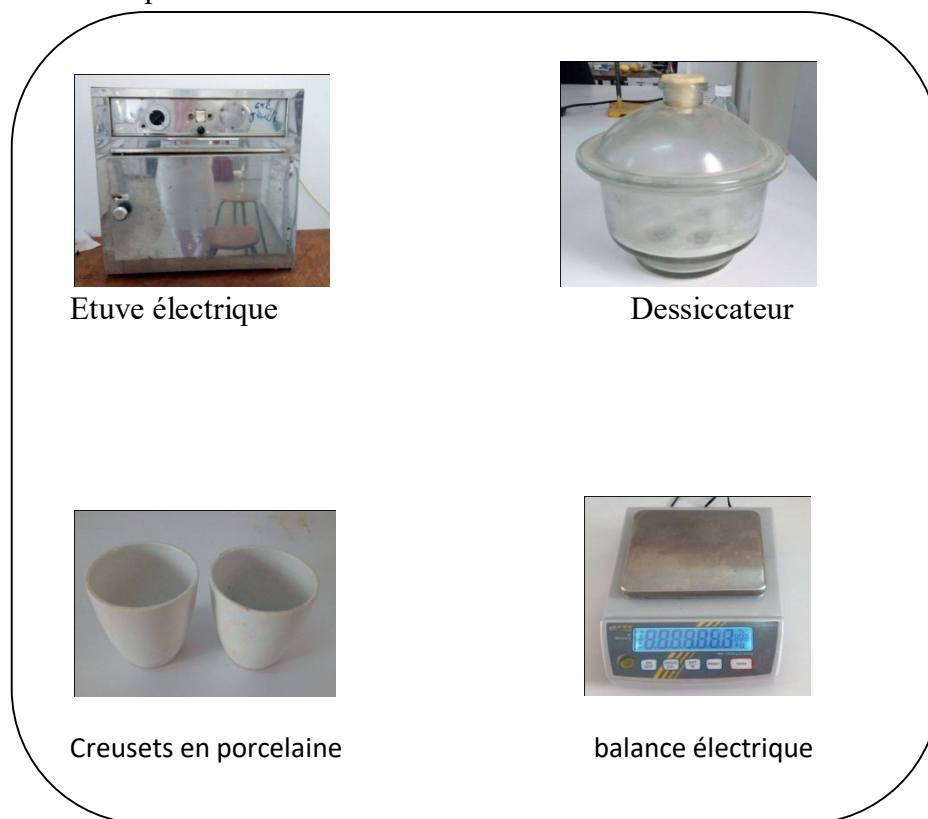 Etuve électrique
Dessiccateur
Creusets en porcelaine
balance électrique